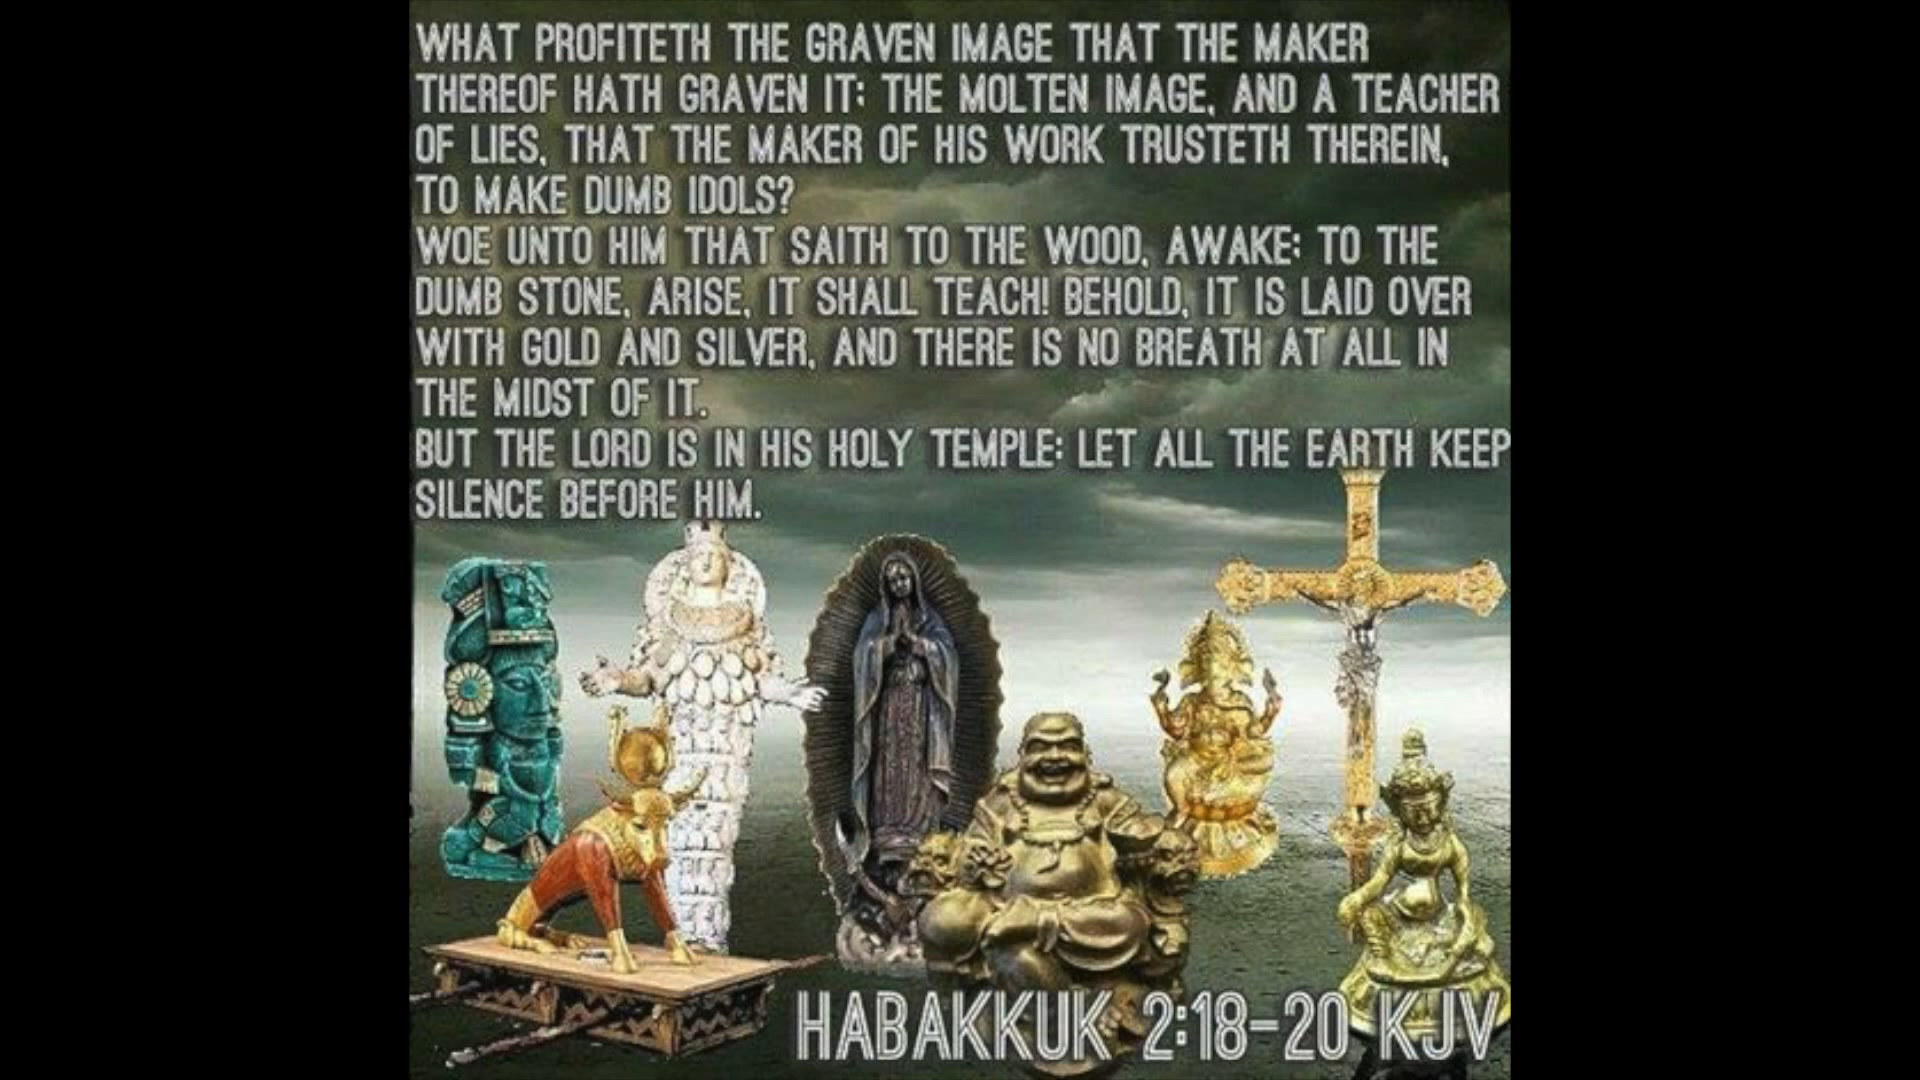 WHAT PROFITETH THE GRAVEN IMAGE THAT THE MAKER
THEREOF HATH GRAVEN IT; THE MOLTEN IMAGE, AND A TEACHER
OF LIES, THAT THE MAKER OF HIS WORK TRUSTETH THEREIN,
TO MAKE DUMB IDOLS?
WOE UNTO HIM THAT SAITH TO THE WOOD, AWAKE; TO THE
DUMB STONE, ARISE, IT SHALL TEACH! BEHOLD, IT IS LAID OVER
WITH GOLD AND SILVER, AND THERE IS NO BREATH AT ALL IN
THE MIDST OF IT.
BUT THE LORD IS IN HIS HOLY TEMPLE: LET ALL THE EARTH KEEP
SILENCE BEFORE HIM.
HABAKKUK 2:18-20 KJV